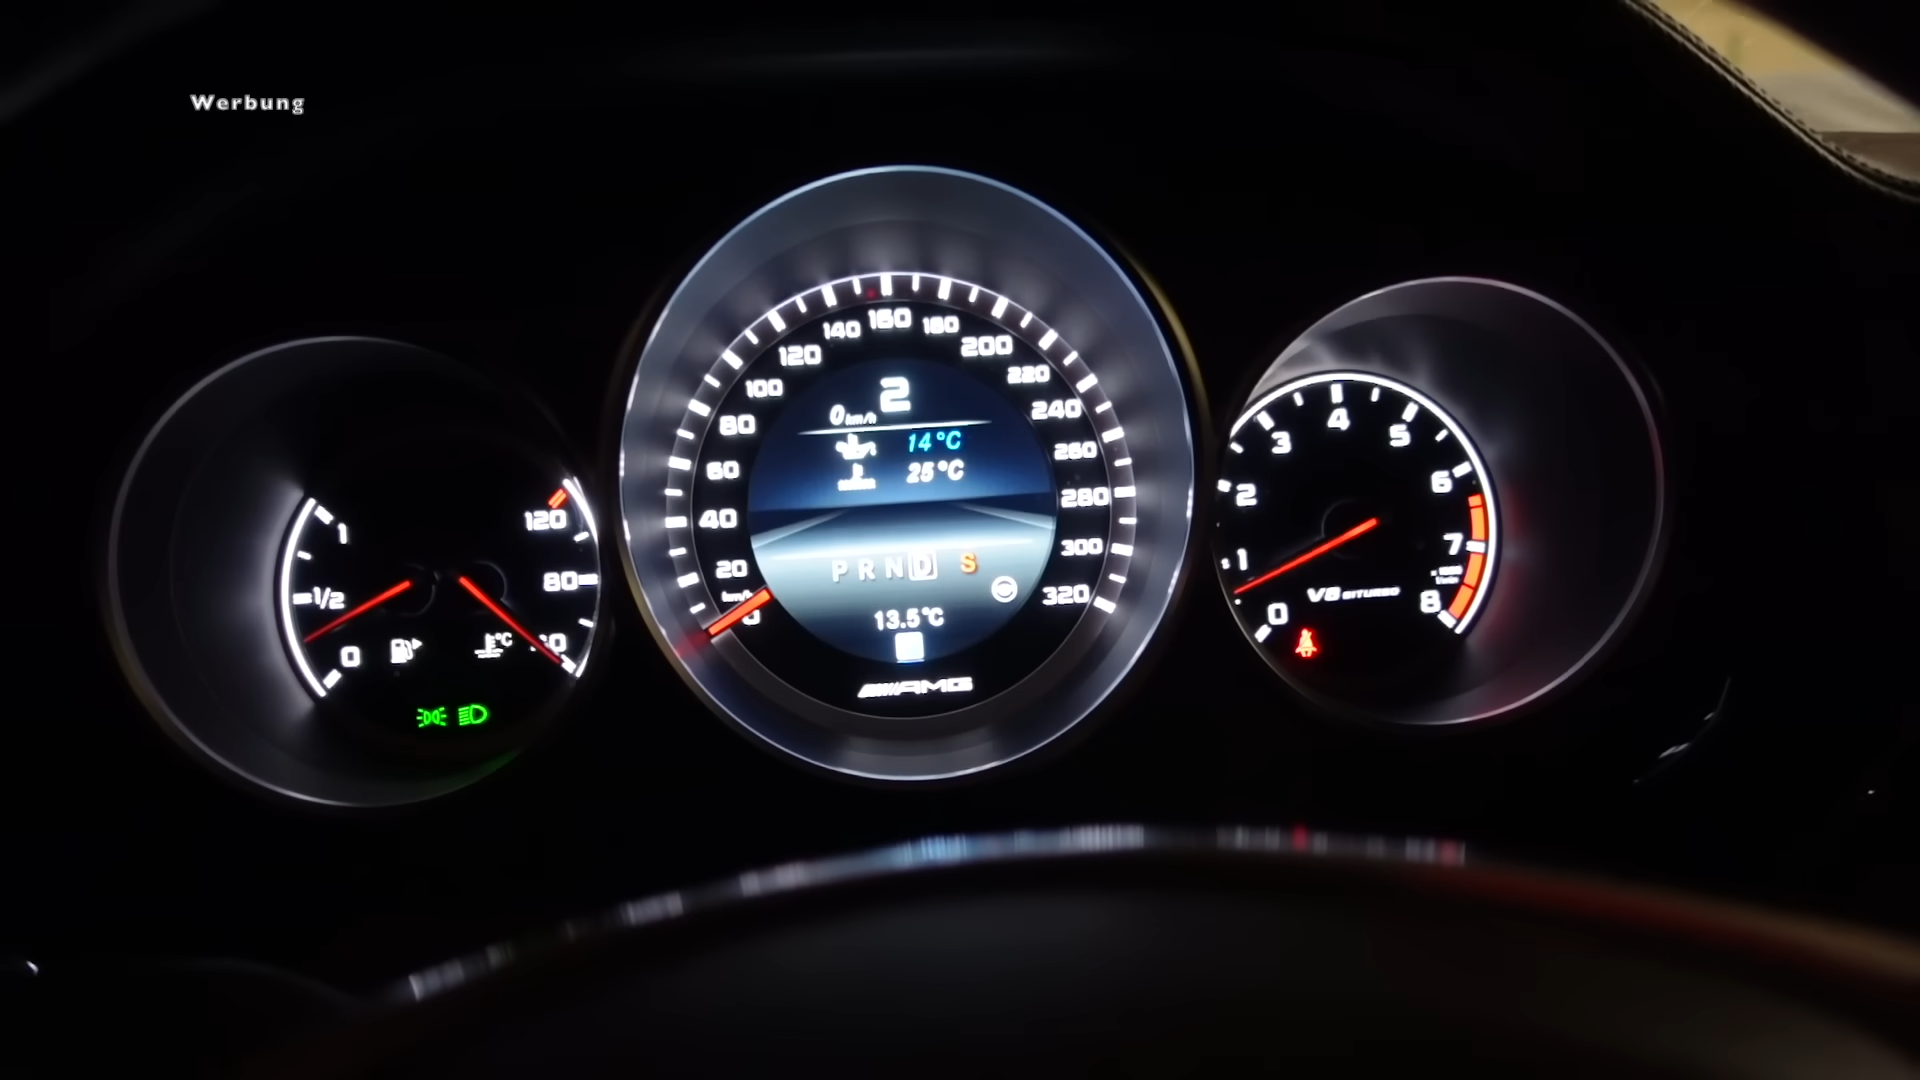 Werbung
1
1/2
0
120
80
°C
0 20 40 60 80 100 120 140 160 180 200 220 240 260 280 300 320
km/h
2
0 km/h
14°C
25°C
P R N D S
13.5°C
AMG
0 1 2 3 4 5 6 7 8
V8 BITURBO